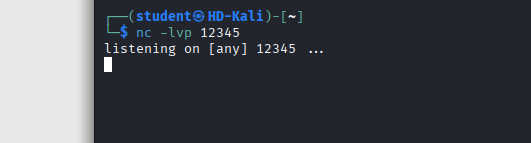 ┌──(student㉿HD-Kali)-[~]
└─$ nc -lvp 12345
listening on [any] 12345 ...